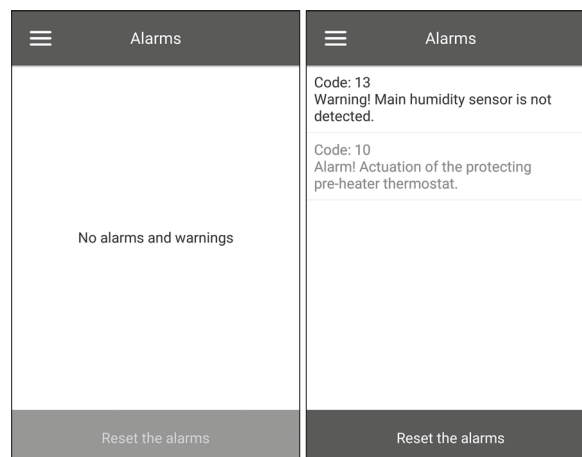 Alarms
No alarms and warnings
Reset the alarms
Alarms
Code: 13
Warning! Main humidity sensor is not
detected.
Code: 10
Alarm! Actuation of the protecting
pre-heater thermostat.
Reset the alarms